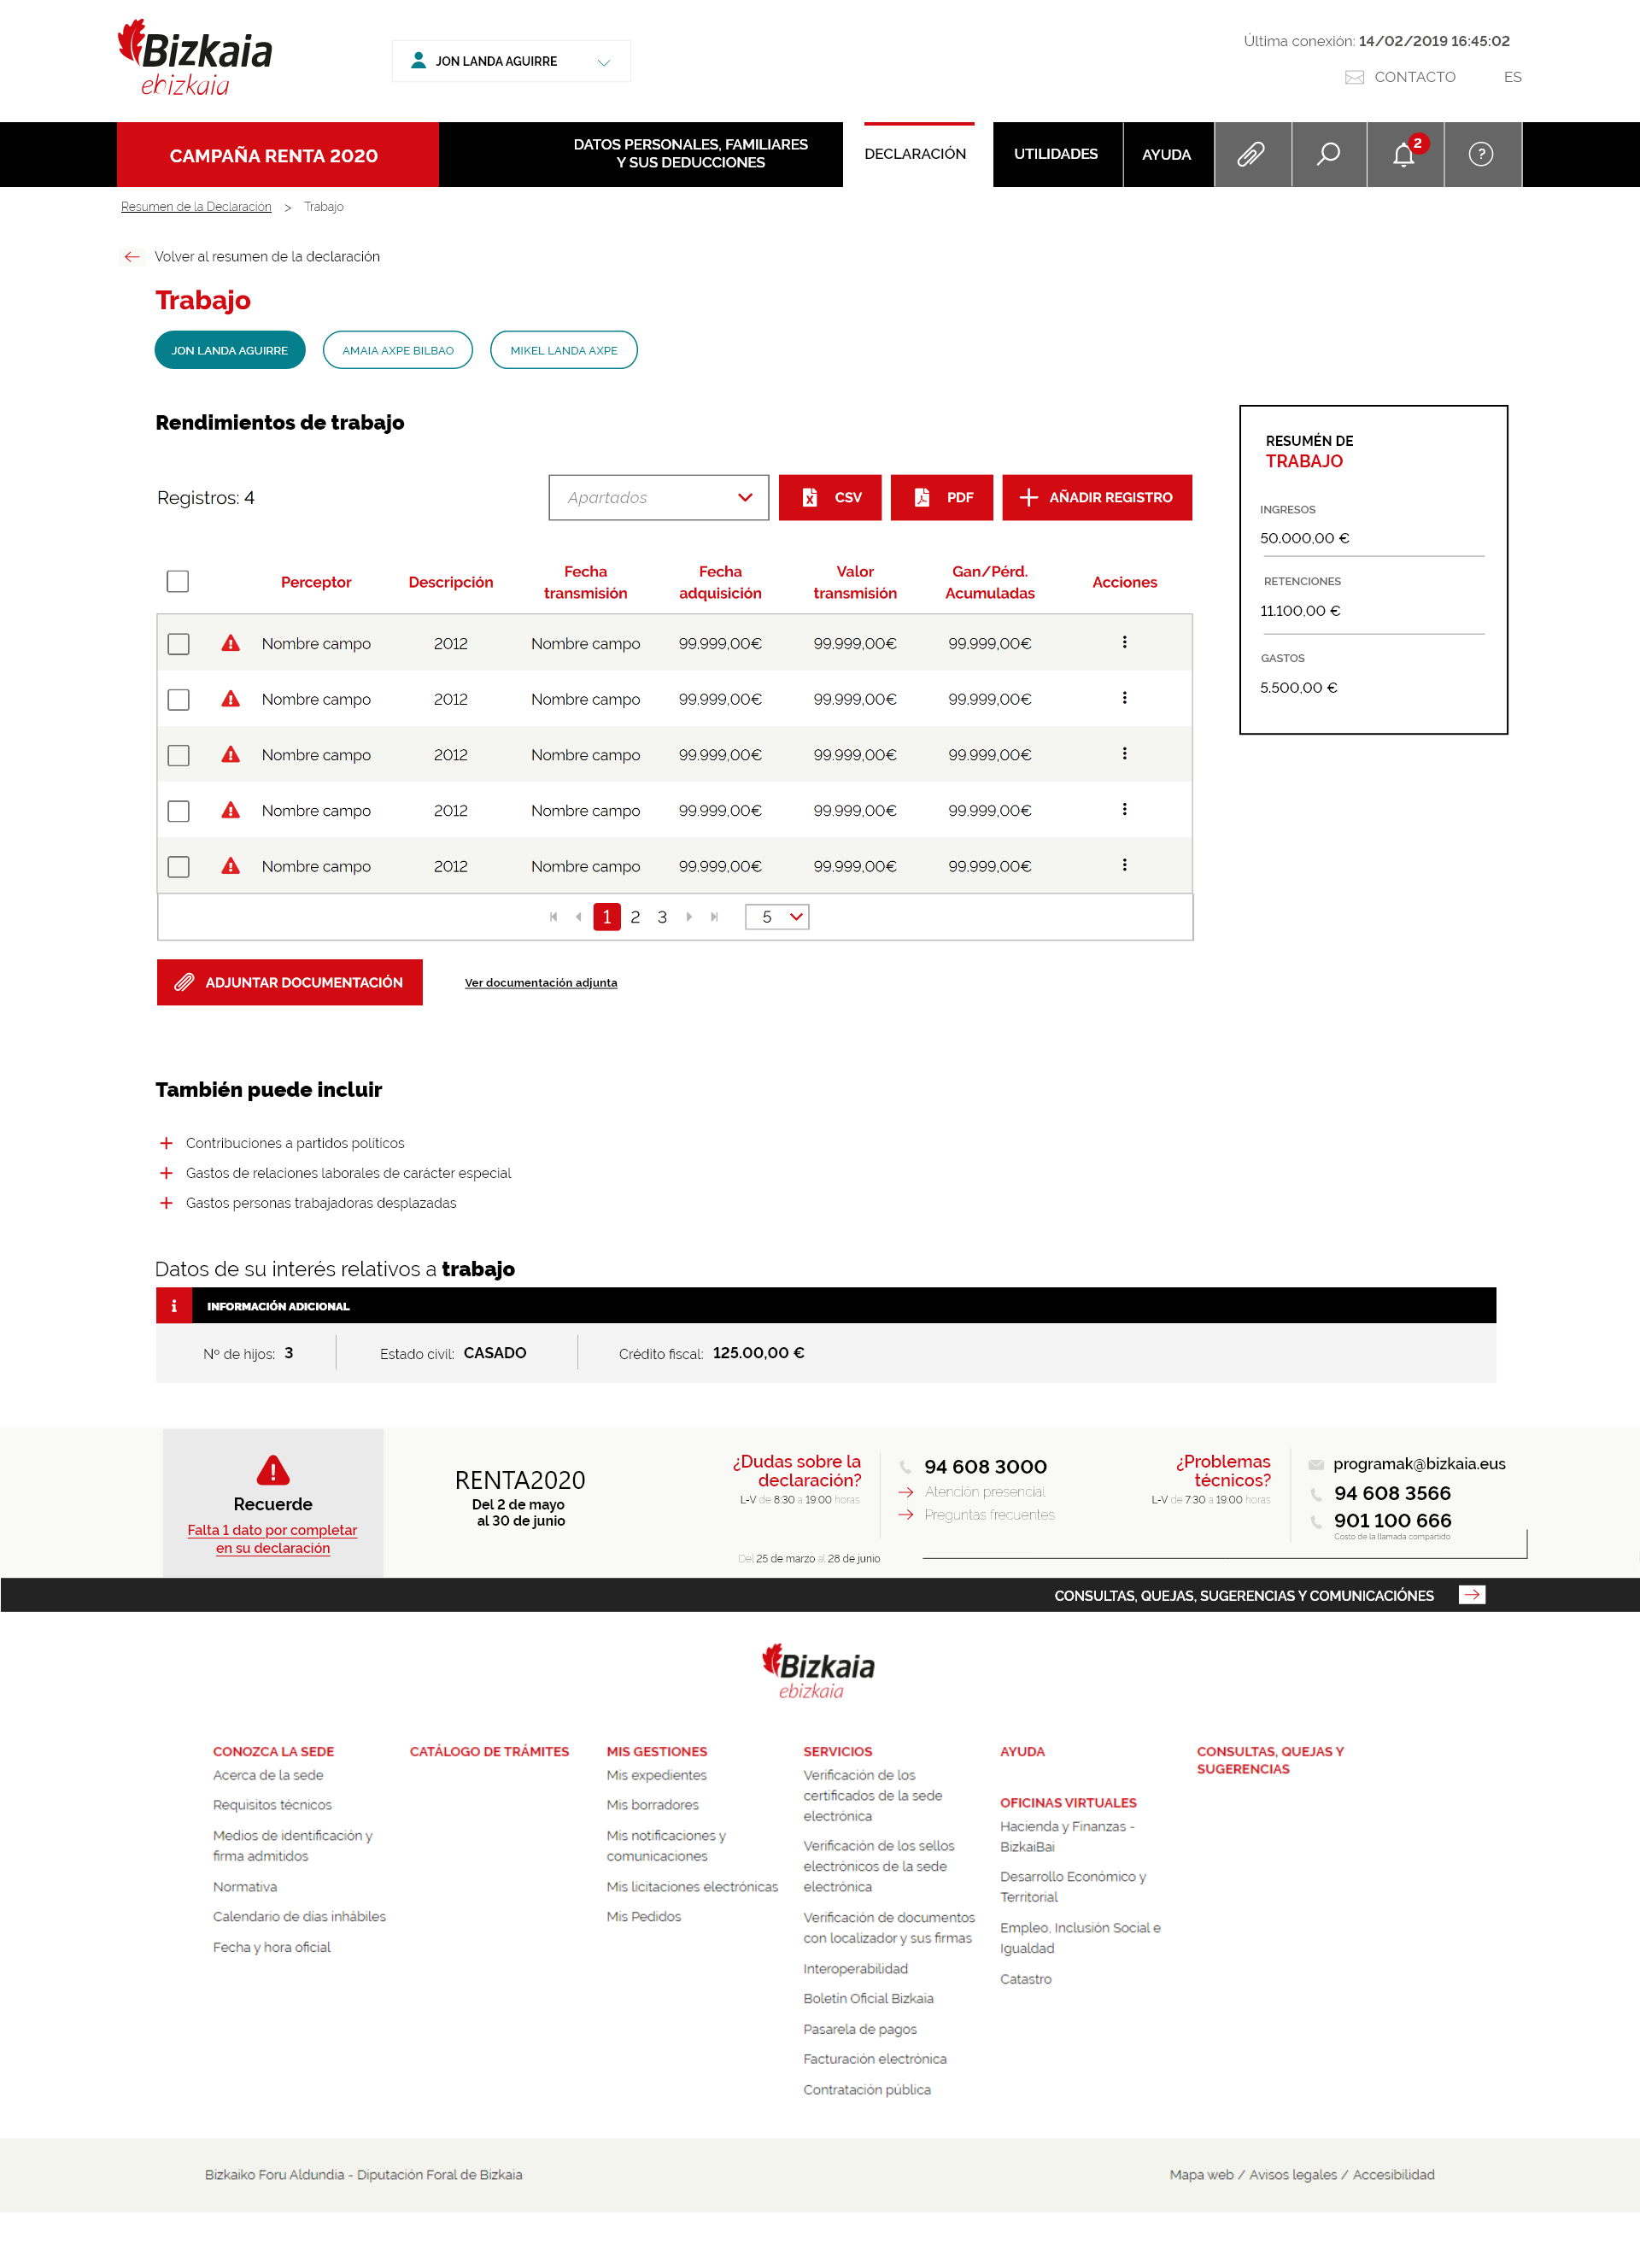 Bizkaia
ebizkaia
JON LANDA AGUIRRE
Última conexión: 14/02/2019 16:45:02
CONTACTO
ES
CAMPAÑA RENTA 2020
DATOS PERSONALES, FAMILIARES
Y SUS DEDUCCIONES
DECLARACIÓN
UTILIDADES
AYUDA
2
?
Resumen de la Declaración > Trabajo
Volver al resumen de la declaración
Trabajo
JON LANDA AGUIRRE
AMAIA AXPE BILBAO
MIKEL LANDA AXPE
Rendimientos de trabajo
Registros: 4
Apartados
CSV
PDF
AÑADIR REGISTRO
Perceptor
Descripción
Fecha
transmisión
Fecha
adquisición
Valor
transmisión
Gan/Pérd.
Acumuladas
Acciones
Nombre campo 2012 Nombre campo 99.999,00€ 99.999,00€ 99.999,00€
Nombre campo 2012 Nombre campo 99.999,00€ 99.999,00€ 99.999,00€
Nombre campo 2012 Nombre campo 99.999,00€ 99.999,00€ 99.999,00€
Nombre campo 2012 Nombre campo 99.999,00€ 99.999,00€ 99.999,00€
Nombre campo 2012 Nombre campo 99.999,00€ 99.999,00€ 99.999,00€
1 2 3
5
RESUMÉN DE
TRABAJO
INGRESOS
50.000,00 €
RETENCIONES
11.100,00 €
GASTOS
5.500,00 €
ADJUNTAR DOCUMENTACIÓN
Ver documentación adjunta
También puede incluir
Contribuciones a partidos políticos
Gastos de relaciones laborales de carácter especial
Gastos personas trabajadoras desplazadas
Datos de su interés relativos a trabajo
i
INFORMACIÓN ADICIONAL
Nº de hijos: 3
Estado civil: CASADO
Crédito fiscal: 125.00,00 €
Recuerde
Falta 1 dato por completar
en su declaración
RENTA2020
Del 2 de mayo
al 30 de junio
¿Dudas sobre la
declaración?
L-V de 8:30 a 19:00 horas
94 608 3000
Atención presencial
Preguntas frecuentes
Del 25 de marzo al 28 de junio
¿Problemas
técnicos?
L-V de 7.30 a 19:00 horas
programak@bizkaia.eus
94 608 3566
901 100 666
Costo de la llamada compartido
CONSULTAS, QUEJAS, SUGERENCIAS Y COMUNICACIÓNES
Bizkaia
ebizkaia
CONOZCA LA SEDE
Acerca de la sede
Requisitos técnicos
Medios de identificación y
firma admitidos
Normativa
Calendario de días inhábiles
Fecha y hora oficial
CATÁLOGO DE TRÁMITES
MIS GESTIONES
Mis expedientes
Mis borradores
Mis notificaciones y
comunicaciones
Mis licitaciones electrónicas
Mis Pedidos
SERVICIOS
Verificación de los
certificados de la sede
electrónica
Verificación de los sellos
electrónicos de la sede
electrónica
Verificación de documentos
con localizador y sus firmas
Interoperabilidad
Boletín Oficial Bizkaia
Pasarela de pagos
Facturación electrónica
Contratación pública
AYUDA
OFICINAS VIRTUALES
Hacienda y Finanzas -
BizkaiBai
Desarrollo Económico y
Territorial
Empleo, Inclusión Social e
Igualdad
Catastro
CONSULTAS, QUEJAS Y
SUGERENCIAS
Bizkaiko Foru Aldundia - Diputación Foral de Bizkaia
Mapa web / Avisos legales / Accesibilidad